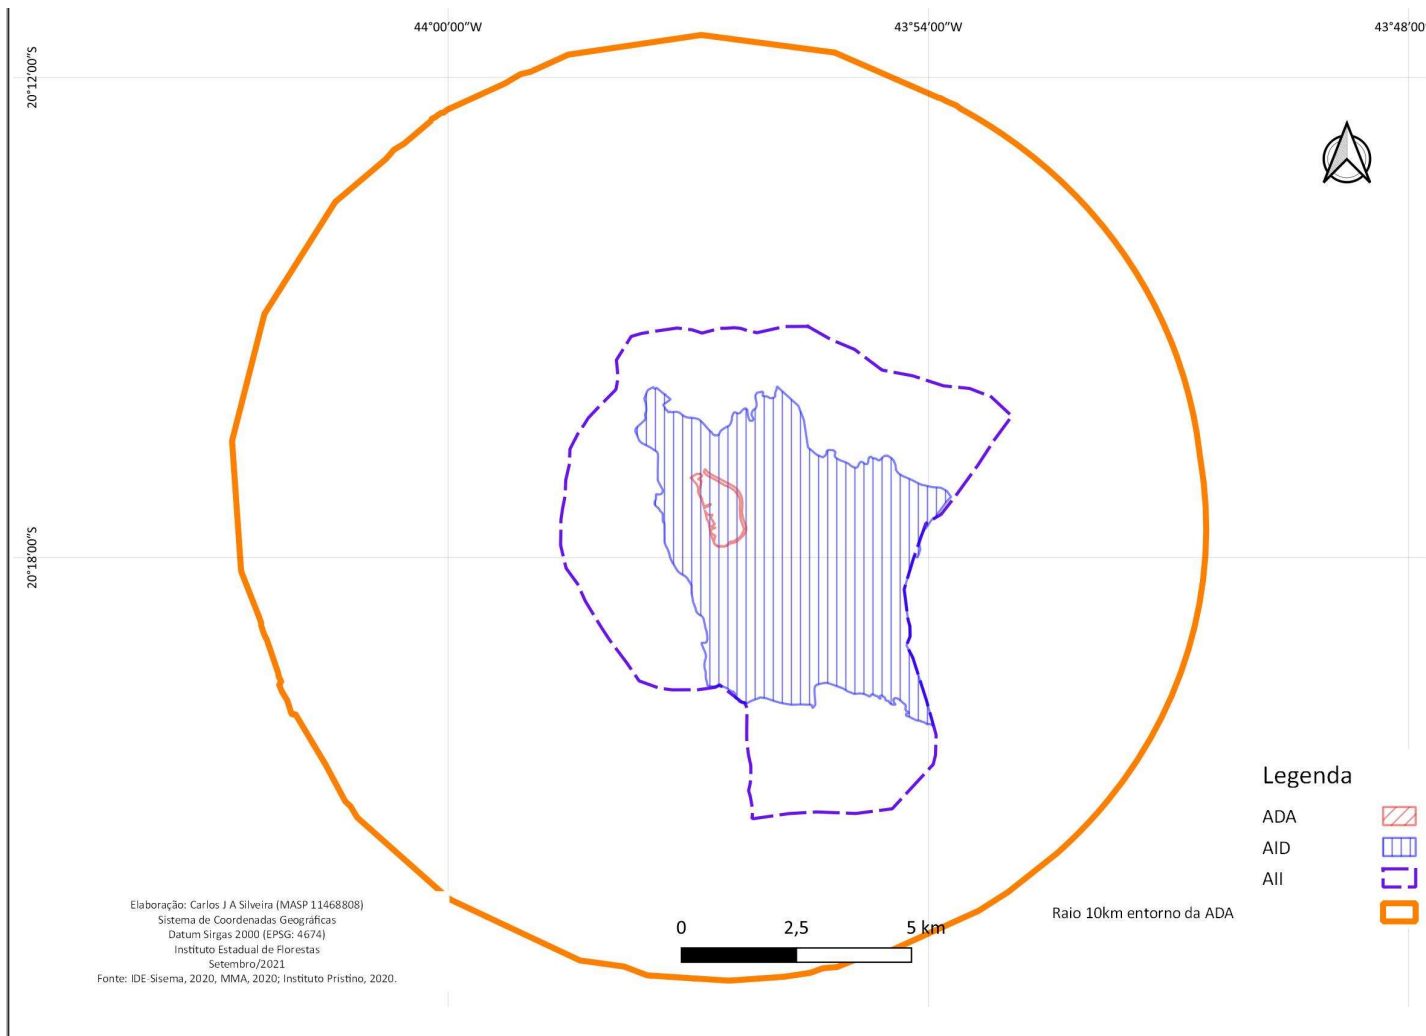 44°00'00"W
43°54'00"W
43°48'00"
20°12'00"S
20°18'00"S
Legenda
ADA
AID
AII
Raio 10km entorno da ADA
0
2,5
5 km
Elaboração: Carlos J A Silveira (MASP 11468808)
Sistema de Coordenadas Geográficas
Datum Sirgas 2000 (EPSG: 4674)
Instituto Estadual de Florestas
Setembro/2021
Fonte: IDE-Sisema, 2020, MMA, 2020; Instituto Prístino, 2020.